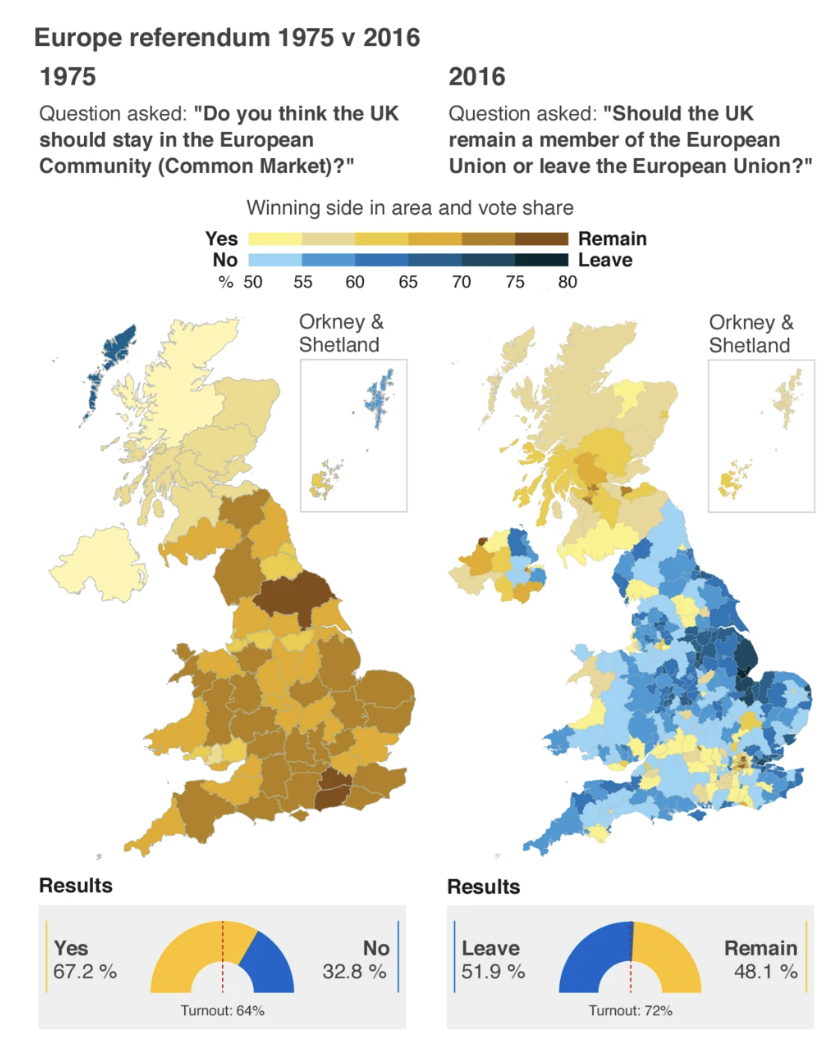 Europe referendum 1975 v 2016
1975
Question asked: "Do you think the UK
should stay in the European
Community (Common Market)?"
2016
Question asked: "Should the UK
remain a member of the European
Union or leave the European Union?"
Winning side in area and vote share
Yes Remain
No Leave
% 50 55 60 65 70 75 80
Orkney &
Shetland
Orkney &
Shetland
Results
Yes
67.2 %
No
32.8 %
Turnout: 64%
Results
Leave
51.9 %
Remain
48.1 %
Turnout: 72%